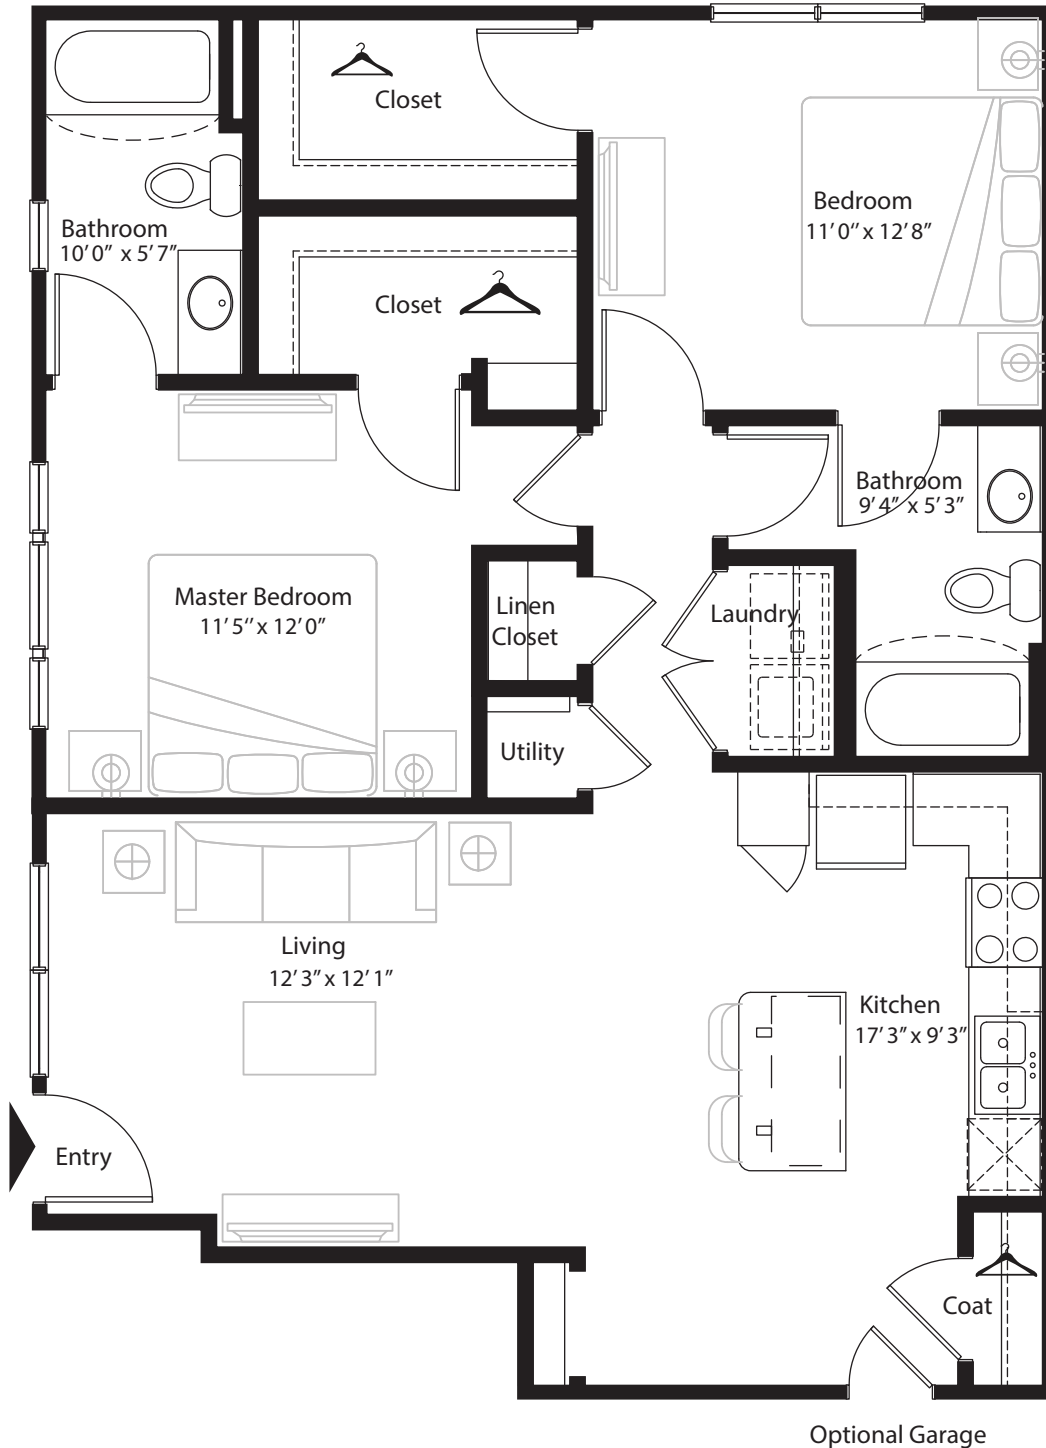 Closet
Bedroom
11'0" x 12'8"
Bathroom
10'0" x 5'7"
Closet
Bathroom
9'4" x 5'3"
Master Bedroom
11'5" x 12'0"
Linen
Closet
Laundry
Utility
Living
12'3" x 12'1"
Kitchen
17'3" x 9'3"
Entry
Coat
Optional Garage